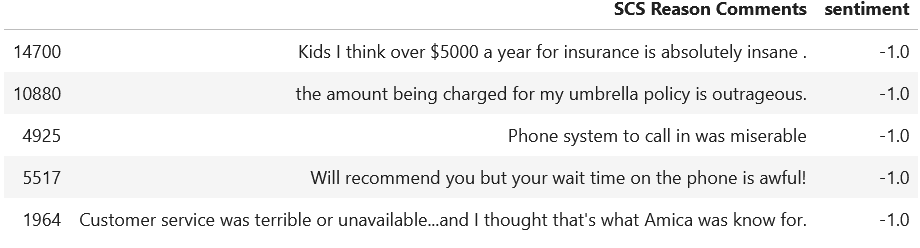 SCS Reason Comments sentiment
14700 Kids I think over $5000 a year for insurance is absolutely insane . -1.0
10880 the amount being charged for my umbrella policy is outrageous. -1.0
4925 Phone system to call in was miserable -1.0
5517 Will recommend you but your wait time on the phone is awful! -1.0
1964 Customer service was terrible or unavailable...and I thought that's what Amica was know for. -1.0